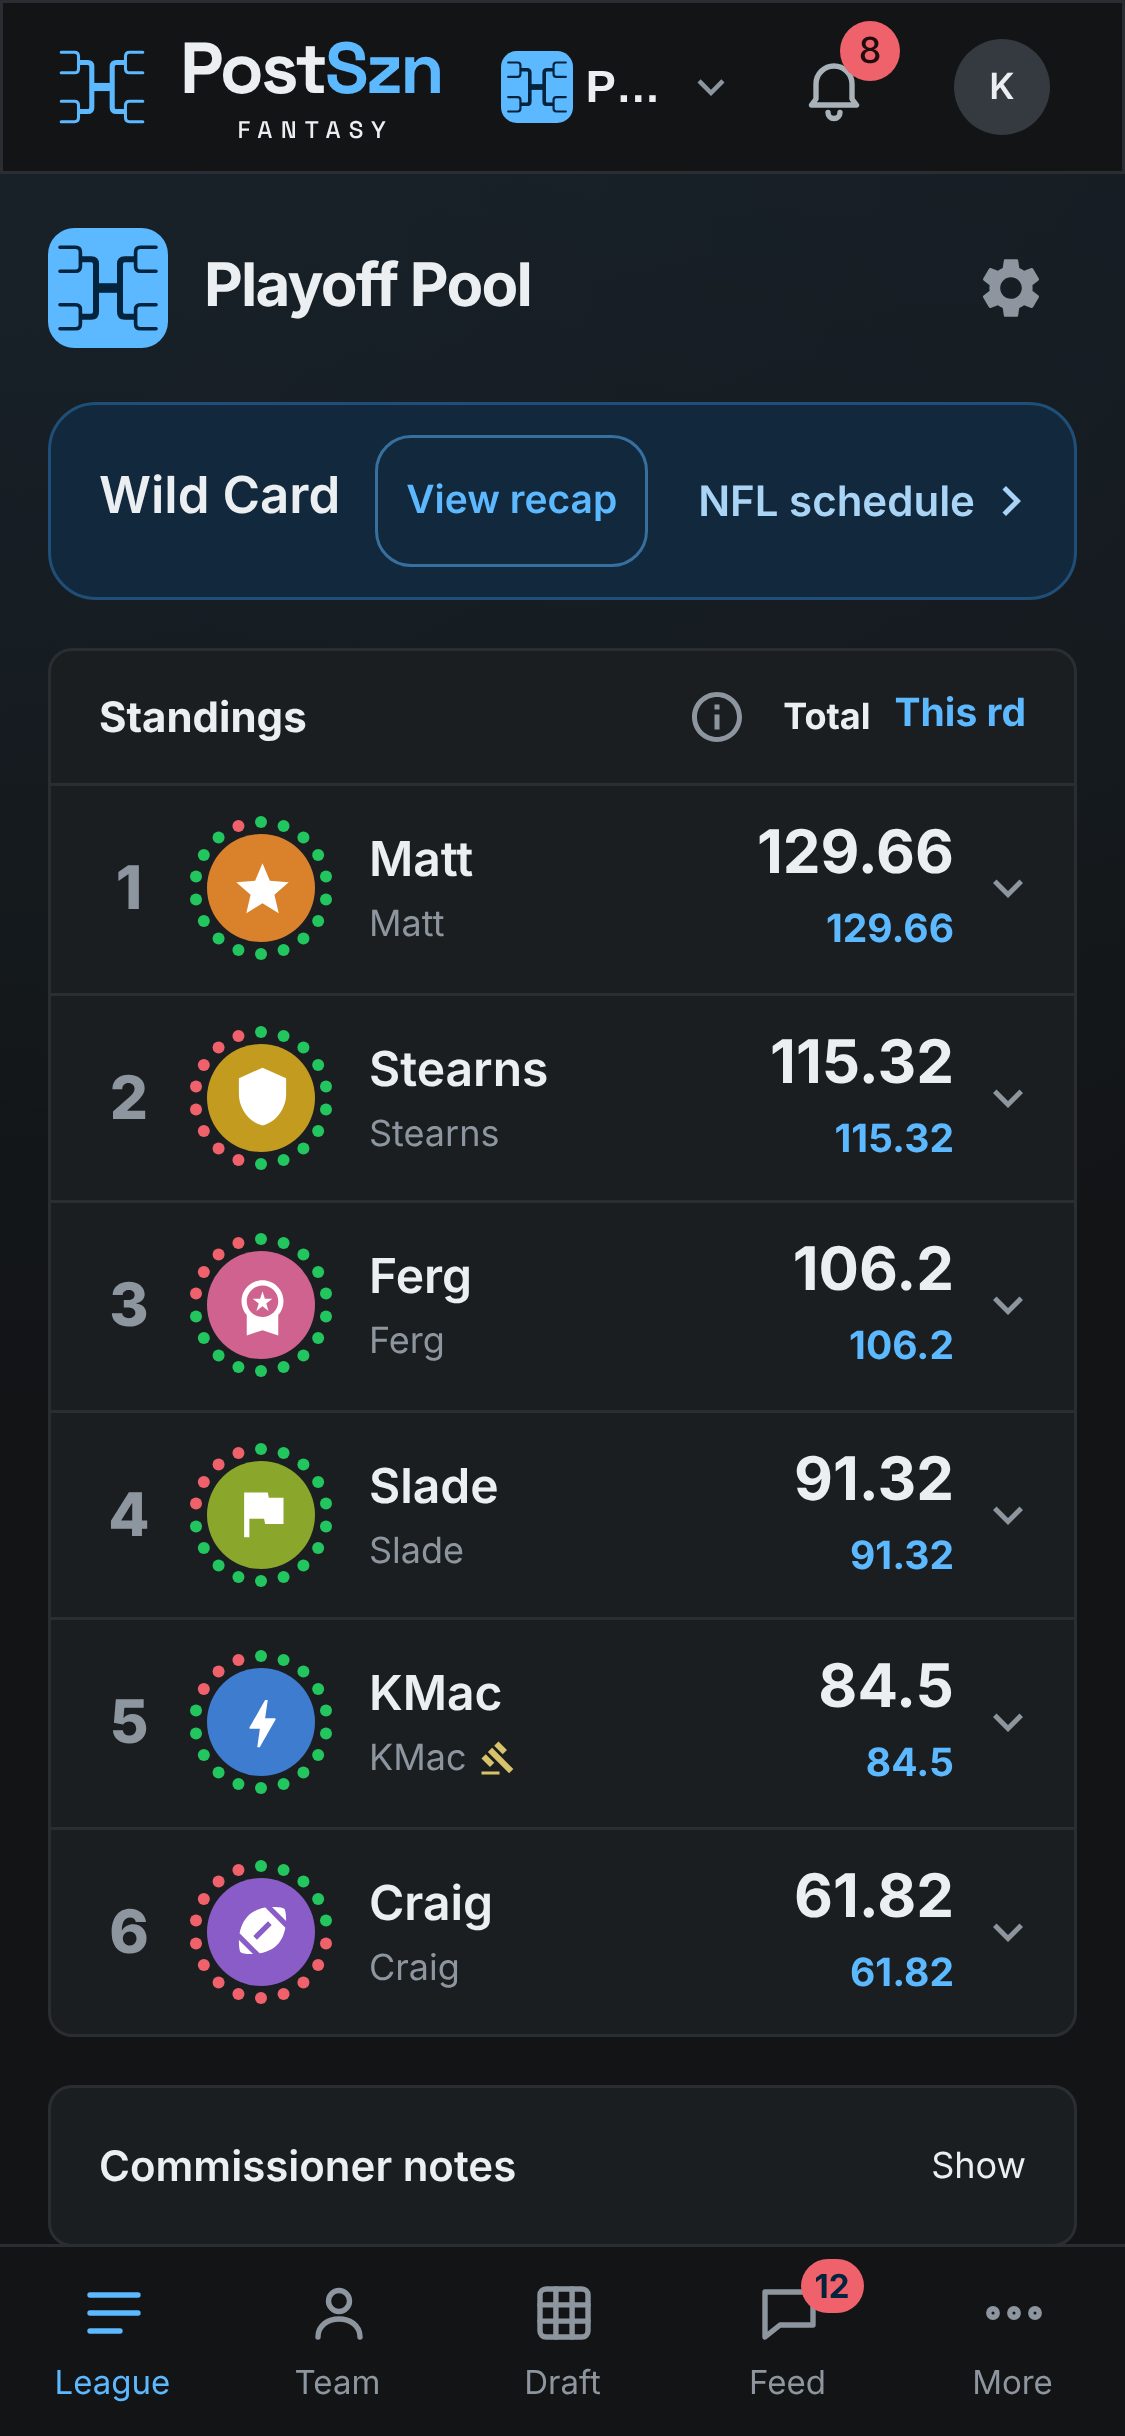 PostSzn
FANTASY
P...
8
K
Playoff Pool
Wild Card
View recap
NFL schedule
Standings
Total
This rd
1
Matt
Matt
129.66
129.66
2
Stearns
Stearns
115.32
115.32
3
Ferg
Ferg
106.2
106.2
4
Slade
Slade
91.32
91.32
5
KMac
KMac
84.5
84.5
6
Craig
Craig
61.82
61.82
Commissioner notes
Show
12
League
Team
Draft
Feed
More